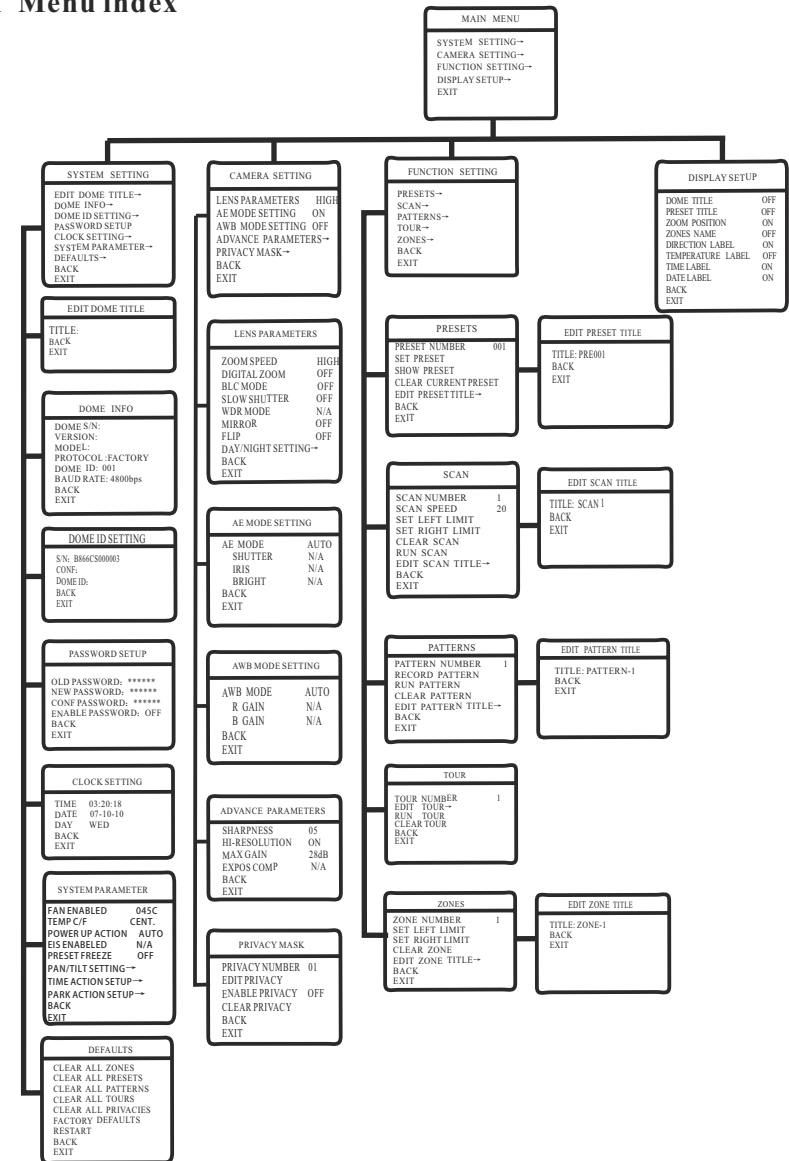 Menu index
MAIN MENU
SYSTEM SETTING→
CAMERA SETTING→
FUNCTION SETTING→
DISPLAY SETUP→
EXIT
SYSTEM SETTING
EDIT DOME TITLE→
DOME INFO→
DOME ID SETTING→
PASSWORD SETUP
CLOCK SETTING→
SYSTEM PARAMETER→
DEFAULTS→
BACK
EXIT
EDIT DOME TITLE
TITLE:
BACK
EXIT
DOME INFO
DOME S/N:
VERSION:
MODEL:
PROTOCOL :FACTORY
DOME ID: 001
BAUD RATE: 4800bps
BACK
EXIT
DOME ID SETTING
S/N: B866CS000003
CONF:
DOME ID:
BACK
EXIT
PASSWORD SETUP
OLD PASSWORD: ******
NEW PASSWORD: ******
CONF PASSWORD: ******
ENABLE PASSWORD: OFF
BACK
EXIT
CLOCK SETTING
TIME 03:20:18
DATE 07-10-10
DAY WED
BACK
EXIT
SYSTEM PARAMETER
FAN ENABLED 045C
TEMP C/F CENT.
POWER UP ACTION AUTO
EIS ENABELED N/A
PRESET FREEZE OFF
PAN/TILT SETTING→
TIME ACTION SETUP→
PARK ACTION SETUP→
BACK
EXIT
DEFAULTS
CLEAR ALL ZONES
CLEAR ALL PRESETS
CLEAR ALL PATTERNS
CLEAR ALL TOURS
CLEAR ALL PRIVACIES
FACTORY DEFAULTS
RESTART
BACK
EXIT
CAMERA SETTING
LENS PARAMETERS HIGH
AE MODE SETTING ON
AWB MODE SETTING OFF
ADVANCE PARAMETERS→
PRIVACY MASK→
BACK
EXIT
LENS PARAMETERS
ZOOM SPEED HIGH
DIGITAL ZOOM OFF
BLC MODE OFF
SLOW SHUTTER OFF
WDR MODE N/A
MIRROR OFF
FLIP OFF
DAY/NIGHT SETTING→
BACK
EXIT
AE MODE SETTING
AE MODE AUTO
SHUTTER N/A
IRIS N/A
BRIGHT N/A
BACK
EXIT
AWB MODE SETTING
AWB MODE AUTO
R GAIN N/A
B GAIN N/A
BACK
EXIT
ADVANCE PARAMETERS
SHARPNESS 05
HI-RESOLUTION ON
MAX GAIN 28dB
EXPOS COMP N/A
BACK
EXIT
PRIVACY MASK
PRIVACY NUMBER 01
EDIT PRIVACY
ENABLE PRIVACY OFF
CLEAR PRIVACY
BACK
EXIT
FUNCTION SETTING
PRESETS→
SCAN→
PATTERNS→
TOUR→
ZONES→
BACK
EXIT
PRESETS
PRESET NUMBER 001
SET PRESET
SHOW PRESET
CLEAR CURRENT PRESET
EDIT PRESET TITLE→
BACK
EXIT
EDIT PRESET TITLE
TITLE: PRE001
BACK
EXIT
SCAN
SCAN NUMBER 1
SCAN SPEED 20
SET LEFT LIMIT
SET RIGHT LIMIT
CLEAR SCAN
RUN SCAN
EDIT SCAN TITLE→
BACK
EXIT
EDIT SCAN TITLE
TITLE: SCAN 1
BACK
EXIT
PATTERNS
PATTERN NUMBER 1
RECORD PATTERN
RUN PATTERN
CLEAR PATTERN
EDIT PATTERN TITLE→
BACK
EXIT
EDIT PATTERN TITLE
TITLE: PATTERN-1
BACK
EXIT
TOUR
TOUR NUMBER 1
EDIT TOUR→
RUN TOUR
CLEAR TOUR
BACK
EXIT
ZONES
ZONE NUMBER 1
SET LEFT LIMIT
SET RIGHT LIMIT
CLEAR ZONE
EDIT ZONE TITLE→
BACK
EXIT
EDIT ZONE TITLE
TITLE: ZONE-1
BACK
EXIT
DISPLAY SETUP
DOME TITLE OFF
PRESET TITLE OFF
ZOOM POSITION ON
ZONES NAME OFF
DIRECTION LABEL ON
TEMPERATURE LABEL OFF
TIME LABEL ON
DATE LABEL ON
BACK
EXIT